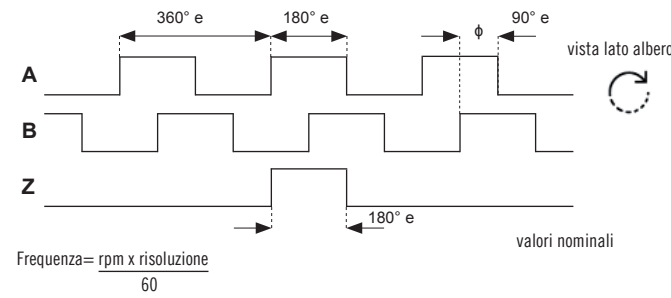 360° e 180° e φ 90° e
vista lato albero
A
B
Z
180° e
valori nominali
Frequenza= rpm x risoluzione
60